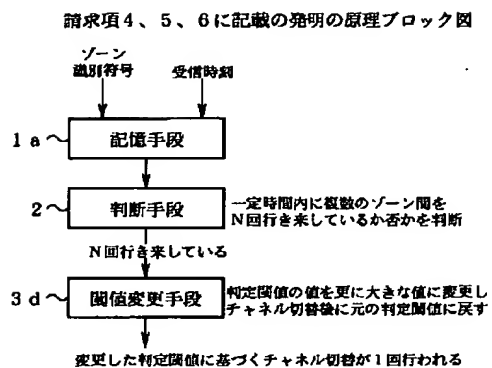 請求項4、5、6に記載の発明の原理ブロック図
ゾーン
識別符号
受信時刻
1a
記憶手段
2
判断手段
一定時間内に複数のゾーン間を
N回行き来しているか否かを判断
N回行き来している
3d
閾値変更手段
判定閾値の値を更に大きな値に変更し
チャネル切替後に元の判定閾値に戻す
変更した判定閾値に基づくチャネル切替が1回行われる